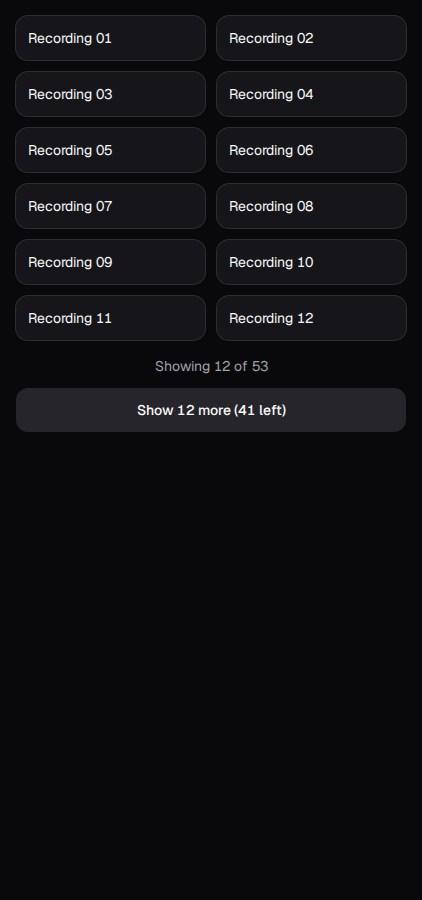 Recording 01
Recording 02
Recording 03
Recording 04
Recording 05
Recording 06
Recording 07
Recording 08
Recording 09
Recording 10
Recording 11
Recording 12
Showing 12 of 53
Show 12 more (41 left)